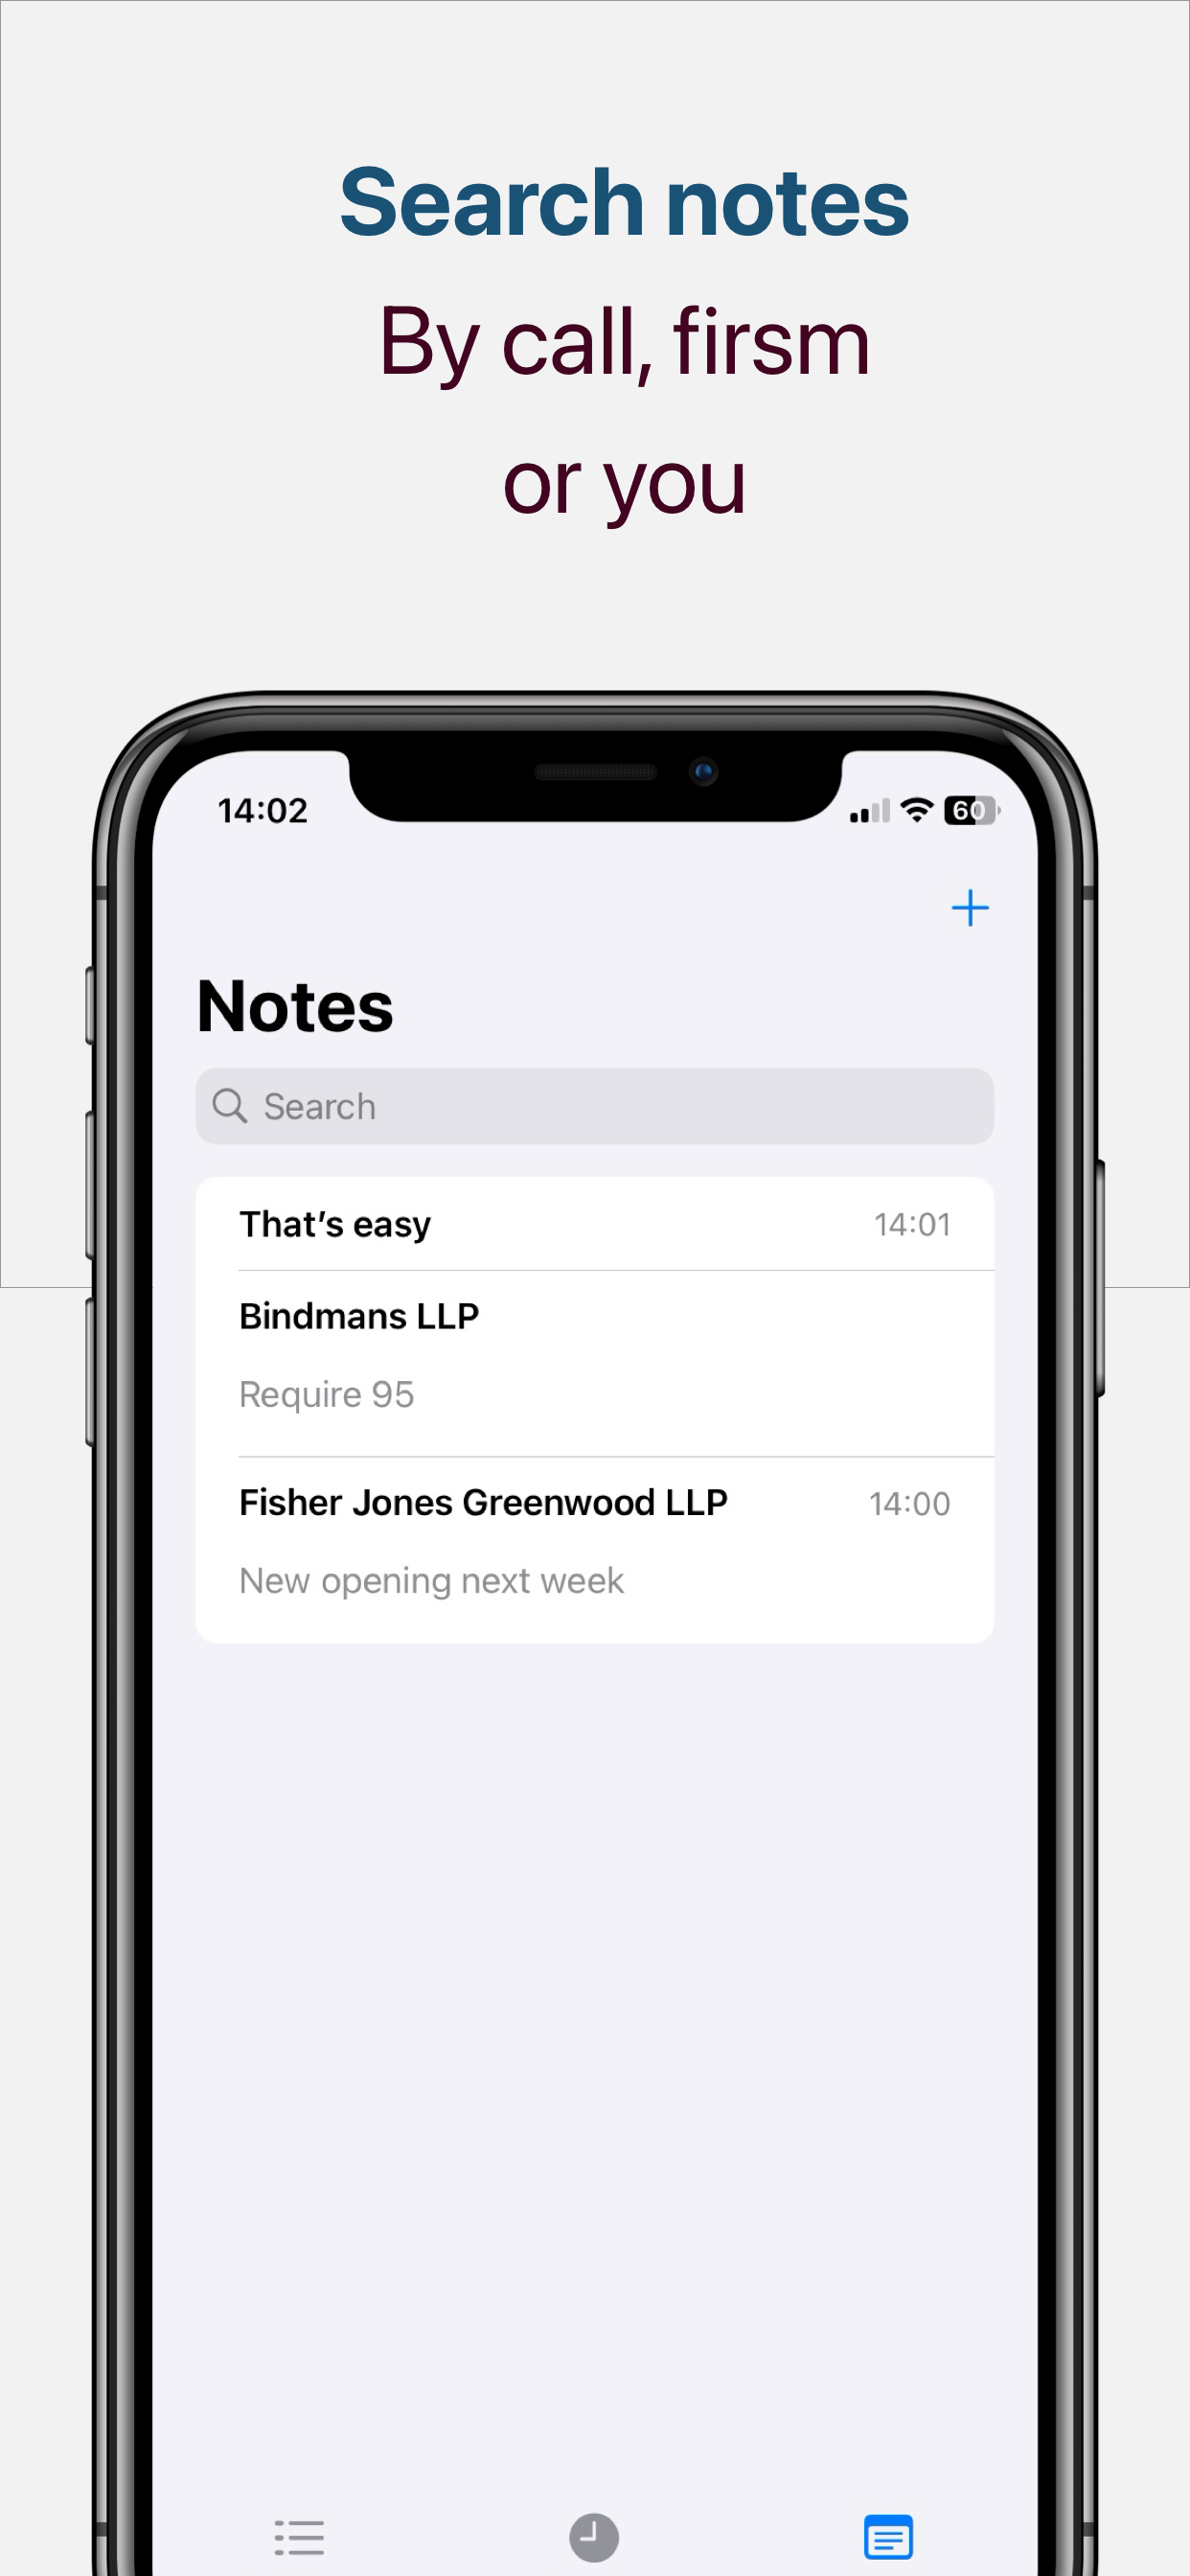 Search notes
By call, firsm
or you
14:02
60
Notes
Search
That’s easy 14:01
Bindmans LLP
Require 95
Fisher Jones Greenwood LLP 14:00
New opening next week